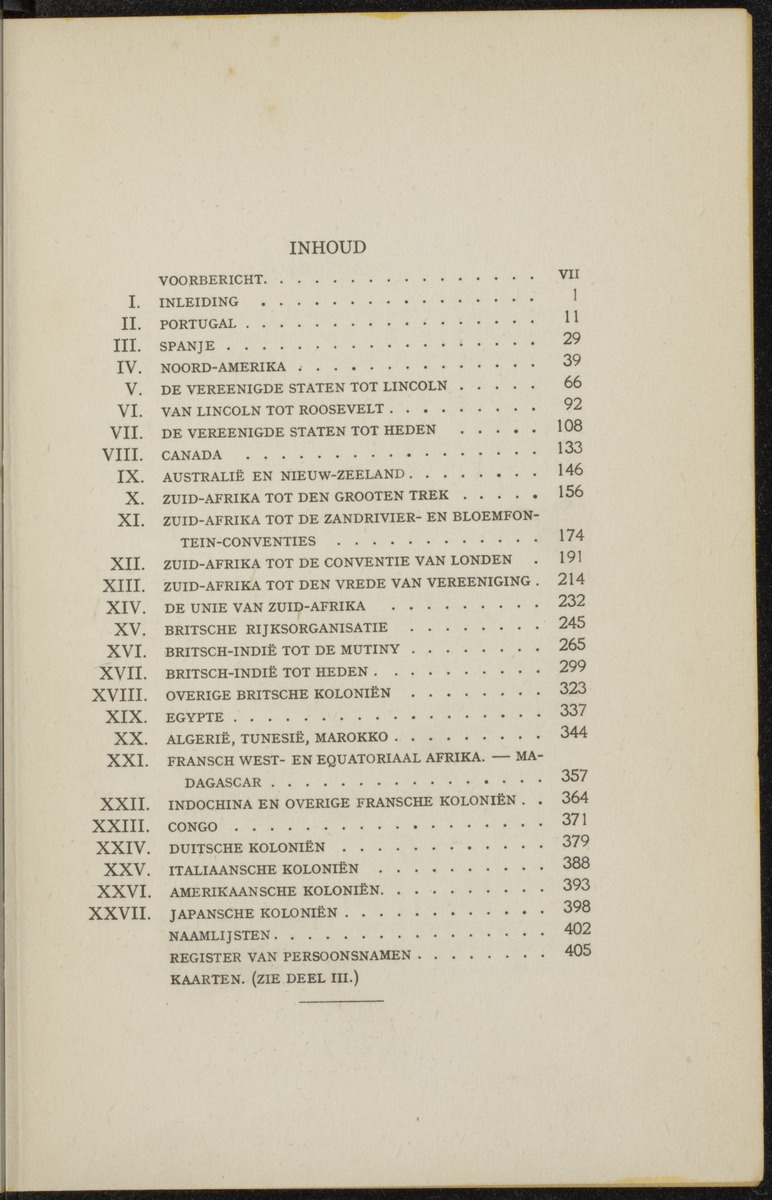 INHOUD
VOORBERICHT. . . . . . . . . . . . . . . . VII
I. INLEIDING . . . . . . . . . . . . . . . . . 1
II. PORTUGAL . . . . . . . . . . . . . . . . . . 11
III. SPANJE . . . . . . . . . . . . . . . . . . . 29
IV. NOORD-AMERIKA . . . . . . . . . . . . . . 39
V. DE VEREENIGDE STATEN TOT LINCOLN . . . . . 66
VI. VAN LINCOLN TOT ROOSEVELT . . . . . . . . . 92
VII. DE VEREENIGDE STATEN TOT HEDEN . . . . . 108
VIII. CANADA . . . . . . . . . . . . . . . . . 133
IX. AUSTRALIË EN NIEUW-ZEELAND . . . . . . . . 146
X. ZUID-AFRIKA TOT DEN GROOTEN TREK . . . . . 156
XI. ZUID-AFRIKA TOT DE ZANDRIVIER- EN BLOEMFON-
TEIN-CONVENTIES . . . . . . . . . . . . 174
XII. ZUID-AFRIKA TOT DE CONVENTIE VAN LONDEN . 191
XIII. ZUID-AFRIKA TOT DEN VREDE VAN VEREENIGING . 214
XIV. DE UNIE VAN ZUID-AFRIKA . . . . . . . . . 232
XV. BRITSCHE RIJKSORGANISATIE . . . . . . . . 245
XVI. BRITSCH-INDIË TOT DE MUTINY . . . . . . . . 265
XVII. BRITSCH-INDIË TOT HEDEN . . . . . . . . . . 299
XVIII. OVERIGE BRITSCHE KOLONIËN . . . . . . . . 323
XIX. EGYPTE . . . . . . . . . . . . . . . . . . . 337
XX. ALGERIË, TUNESIË, MAROKKO . . . . . . . . . 344
XXI. FRANSCH WEST- EN EQUATORIAAL AFRIKA. — MA-
DAGASCAR . . . . . . . . . . . . . . . . 357
XXII. INDOCHINA EN OVERIGE FRANSCHE KOLONIËN . . 364
XXIII. CONGO . . . . . . . . . . . . . . . . . . 371
XXIV. DUITSCHE KOLONIËN . . . . . . . . . . . . 379
XXV. ITALIAANSCHE KOLONIËN . . . . . . . . . . 388
XXVI. AMERIKAANSCHE KOLONIËN. . . . . . . . . . 393
XXVII. JAPANSCHE KOLONIËN . . . . . . . . . . . . 398
NAAMLIJSTEN . . . . . . . . . . . . . . . . 402
REGISTER VAN PERSOONSNAMEN . . . . . . . . 405
KAARTEN. (ZIE DEEL III.)